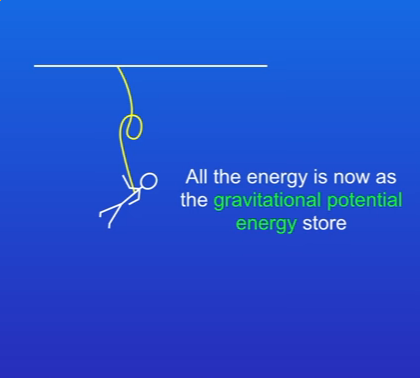 All the energy is now as
the gravitational potential
energy store